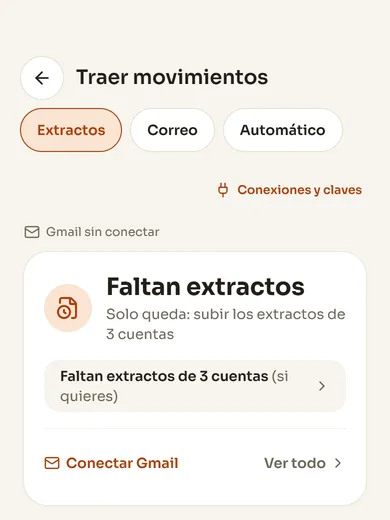 Traer movimientos
Extractos
Correo
Automático
Conexiones y claves
Gmail sin conectar
Faltan extractos
Solo queda: subir los extractos de
3 cuentas
Faltan extractos de 3 cuentas (si
quieres)
Conectar Gmail
Ver todo